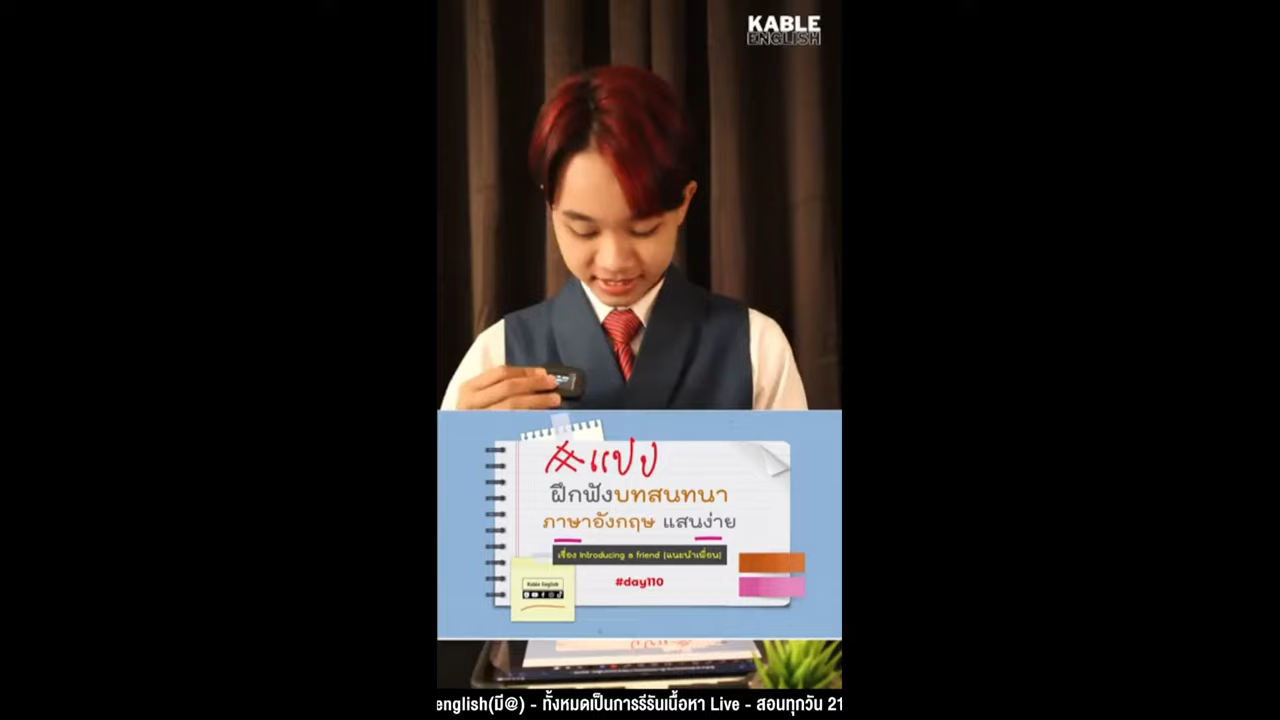 KABLE
ENGLISH
#แปป
ฝึกฟังบทสนทนา
ภาษาอังกฤษ แสนง่าย
เรื่อง Introducing a friend [แนะนำเพื่อน]
Kable English
#day110
english(มี@) - ทั้งหมดเป็นการรีรันเนื้อหา Live - สอนทุกวัน 21